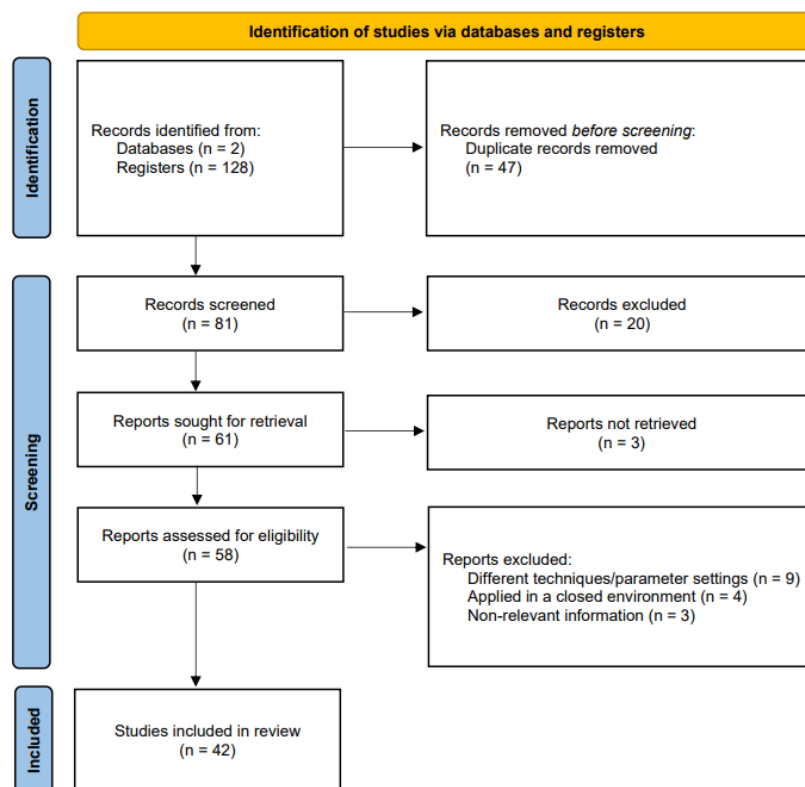 Identification of studies via databases and registers
Identification
Records identified from:
Databases (n = 2)
Registers (n = 128)
Records removed before screening:
Duplicate records removed
(n = 47)
Screening
Records screened
(n = 81)
Records excluded
(n = 20)
Reports sought for retrieval
(n = 61)
Reports not retrieved
(n = 3)
Reports assessed for eligibility
(n = 58)
Reports excluded:
Different techniques/parameter settings (n = 9)
Applied in a closed environment (n = 4)
Non-relevant information (n = 3)
Included
Studies included in review
(n = 42)